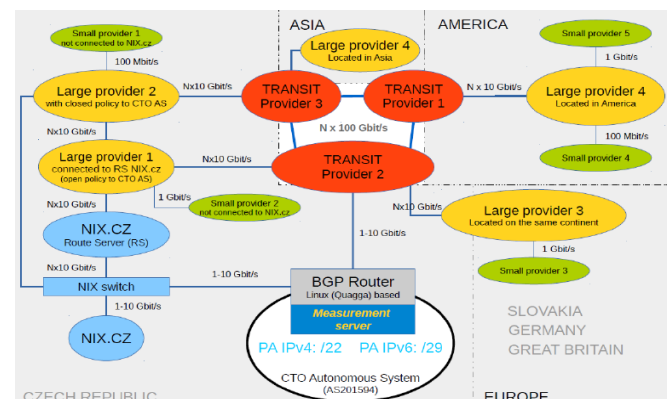 Small provider 1
not connected to NIX.cz
ASIA
AMERICA
Large provider 4
Located in Asia
Small provider 5
100 Mbit/s
1 Gbit/s
Large provider 2
with closed policy to CTO AS
Nx10 Gbit/s
TRANSIT
Provider 3
TRANSIT
Provider 1
N x 10 Gbit/s
Large provider 4
Located in America
N x 100 Gbit/s
Nx10 Gbit/s
100 Mbit/s
Large provider 1
connected to RS NIX.cz
(open policy to CTO AS)
Nx10 Gbit/s
TRANSIT
Provider 2
Small provider 4
1 Gbit/s
Small provider 2
not connected to NIX.cz
Nx10 Gbit/s
Nx10 Gbit/s
Large provider 3
Located on the same continent
NIX.CZ
Route Server (RS)
1-10 Gbit/s
1 Gbit/s
Nx10 Gbit/s
1-10 Gbit/s
BGP Router
Linux (Quagga) based
Small provider 3
NIX switch
Measurement
server
1-10 Gbit/s
SLOVAKIA
GERMANY
GREAT BRITAIN
NIX.CZ
PA IPv4: /22 PA IPv6: /29
CTO Autonomous System
(AS201594)
CZECH REPUBLIC
EUROPE